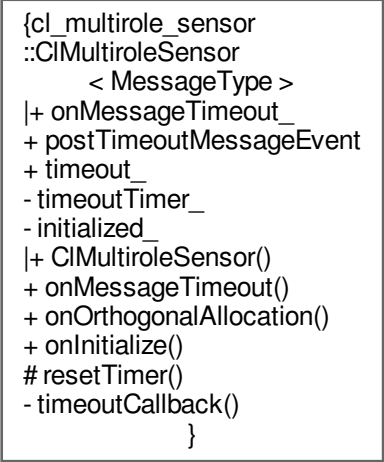 {cl_multirole_sensor
::ClMultiroleSensor
< MessageType >
|+ onMessageTimeout_
+ postTimeoutMessageEvent
+ timeout_
- timeoutTimer_
- initialized_
|+ ClMultiroleSensor()
+ onMessageTimeout()
+ onOrthogonalAllocation()
+ onInitialize()
# resetTimer()
- timeoutCallback()
}